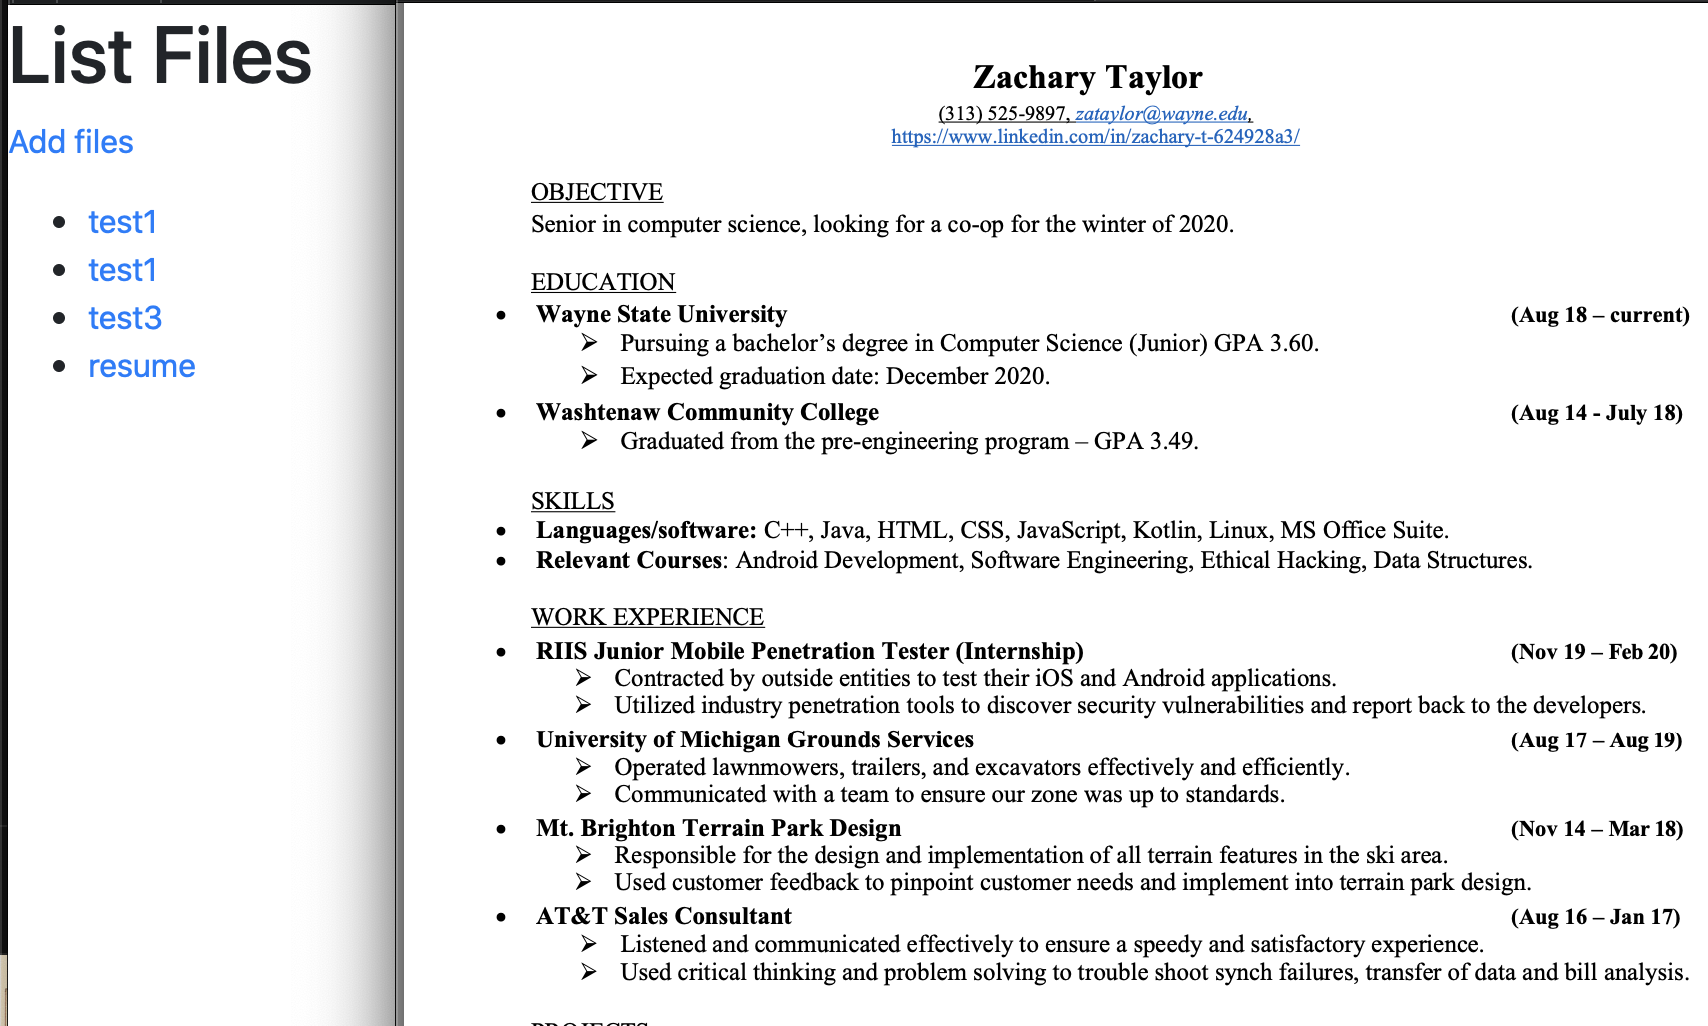 List Files
Add files
• test1
• test1
• test3
• resume
Zachary Taylor
(313) 525-9897, zataylor@wayne.edu,
https://www.linkedin.com/in/zachary-t-624928a3/
OBJECTIVE
Senior in computer science, looking for a co-op for the winter of 2020.
EDUCATION
• Wayne State University (Aug 18 – current)
➢ Pursuing a bachelor’s degree in Computer Science (Junior) GPA 3.60.
➢ Expected graduation date: December 2020.
• Washtenaw Community College (Aug 14 - July 18)
➢ Graduated from the pre-engineering program – GPA 3.49.
SKILLS
• Languages/software: C++, Java, HTML, CSS, JavaScript, Kotlin, Linux, MS Office Suite.
• Relevant Courses: Android Development, Software Engineering, Ethical Hacking, Data Structures.
WORK EXPERIENCE
• RIIS Junior Mobile Penetration Tester (Internship) (Nov 19 – Feb 20)
➢ Contracted by outside entities to test their iOS and Android applications.
➢ Utilized industry penetration tools to discover security vulnerabilities and report back to the developers.
• University of Michigan Grounds Services (Aug 17 – Aug 19)
➢ Operated lawnmowers, trailers, and excavators effectively and efficiently.
➢ Communicated with a team to ensure our zone was up to standards.
• Mt. Brighton Terrain Park Design (Nov 14 – Mar 18)
➢ Responsible for the design and implementation of all terrain features in the ski area.
➢ Used customer feedback to pinpoint customer needs and implement into terrain park design.
• AT&T Sales Consultant (Aug 16 – Jan 17)
➢ Listened and communicated effectively to ensure a speedy and satisfactory experience.
➢ Used critical thinking and problem solving to trouble shoot synch failures, transfer of data and bill analysis.
PROJECTS